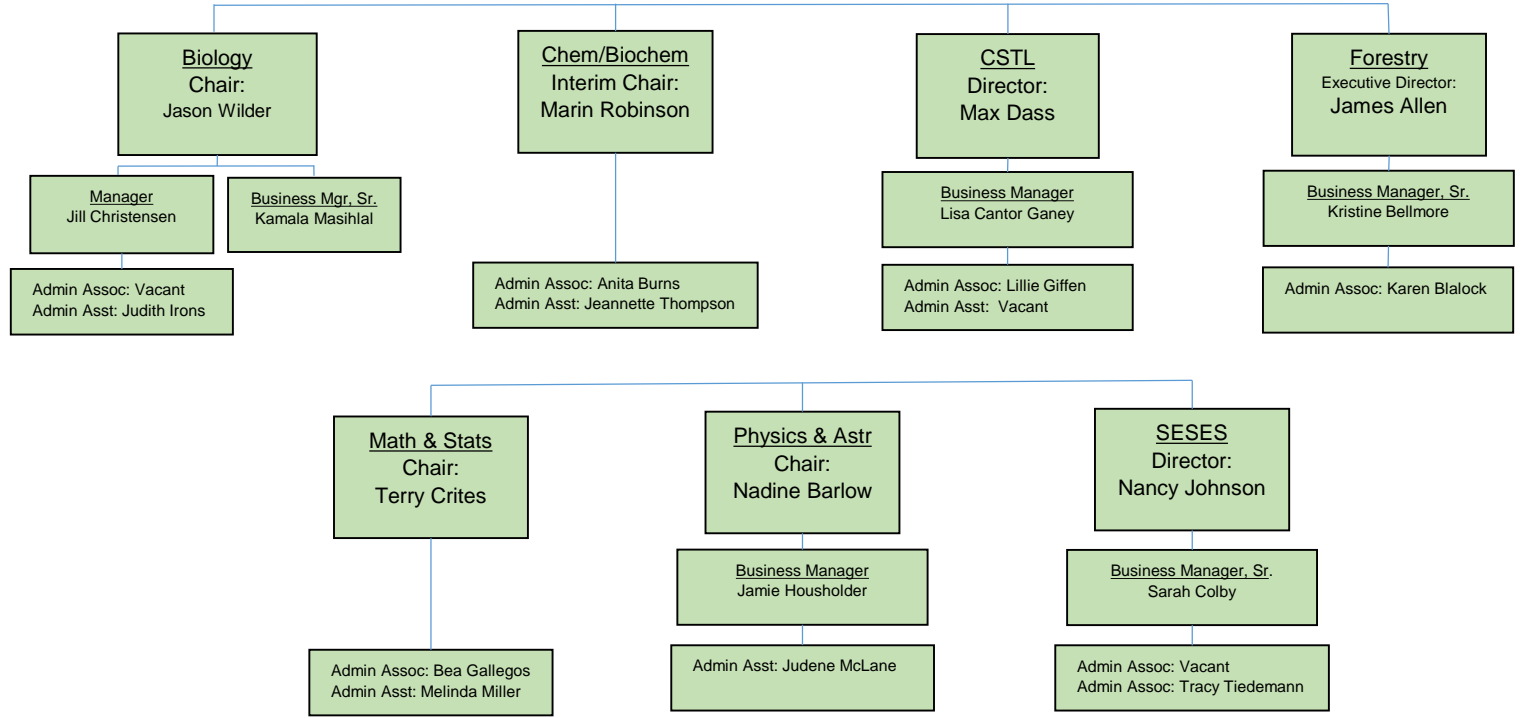 Biology
Chair:
Jason Wilder
Chem/Biochem
Interim Chair:
Marin Robinson
CSTL
Director:
Max Dass
Forestry
Executive Director:
James Allen
Manager
Jill Christensen
Business Mgr, Sr.
Kamala Masihlal
Business Manager
Lisa Cantor Ganey
Business Manager, Sr.
Kristine Bellmore
Admin Assoc: Vacant
Admin Asst: Judith Irons
Admin Assoc: Anita Burns
Admin Asst: Jeannette Thompson
Admin Assoc: Lillie Giffen
Admin Asst: Vacant
Admin Assoc: Karen Blalock
Math & Stats
Chair:
Terry Crites
Physics & Astr
Chair:
Nadine Barlow
SESES
Director:
Nancy Johnson
Business Manager
Jamie Housholder
Business Manager, Sr.
Sarah Colby
Admin Assoc: Bea Gallegos
Admin Asst: Melinda Miller
Admin Asst: Judene McLane
Admin Assoc: Vacant
Admin Assoc: Tracy Tiedemann